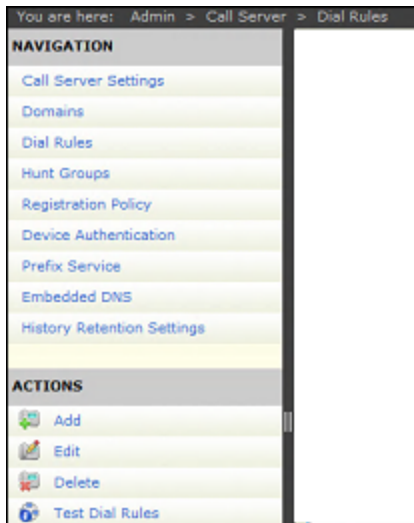 You are here: Admin > Call Server > Dial Rules
NAVIGATION
Call Server Settings
Domains
Dial Rules
Hunt Groups
Registration Policy
Device Authentication
Prefix Service
Embedded DNS
History Retention Settings
ACTIONS
Add
Edit
Delete
Test Dial Rules